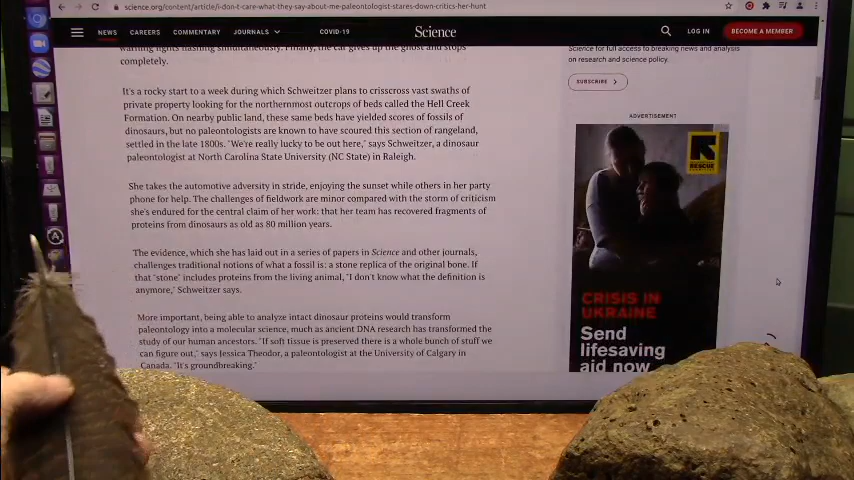 science.org/content/article/i-don-t-care-what-they-say-about-me-paleontologist-stares-down-critics-her-hunt
NEWS
CAREERS
COMMENTARY
JOURNALS
COVID-19
Science
LOG IN
BECOME A MEMBER
warning lights flashing simultaneously. Finally, the car gives up the ghost and stops
completely.
It's a rocky start to a week during which Schweitzer plans to crisscross vast swaths of
private property looking for the northernmost outcrops of beds called the Hell Creek
Formation. On nearby public land, these same beds have yielded scores of fossils of
dinosaurs, but no paleontologists are known to have scoured this section of rangeland,
settled in the late 1800s. "We're really lucky to be out here," says Schweitzer, a dinosaur
paleontologist at North Carolina State University (NC State) in Raleigh.
She takes the automotive adversity in stride, enjoying the sunset while others in her party
phone for help. The challenges of fieldwork are minor compared with the storm of criticism
she's endured for the central claim of her work: that her team has recovered fragments of
proteins from dinosaurs as old as 80 million years.
The evidence, which she has laid out in a series of papers in Science and other journals,
challenges traditional notions of what a fossil is: a stone replica of the original bone. If
that "stone" includes proteins from the living animal, "I don't know what the definition is
anymore," Schweitzer says.
More important, being able to analyze intact dinosaur proteins would transform
paleontology into a molecular science, much as ancient DNA research has transformed the
study of our human ancestors. "If soft tissue is preserved there is a whole bunch of stuff we
can figure out," says Jessica Theodor, a paleontologist at the University of Calgary in
Canada. "It's groundbreaking."
Science for full access to breaking news and analysis
on research and science policy.
SUBSCRIBE
ADVERTISEMENT
CRISIS IN
UKRAINE
Send
lifesaving
aid now